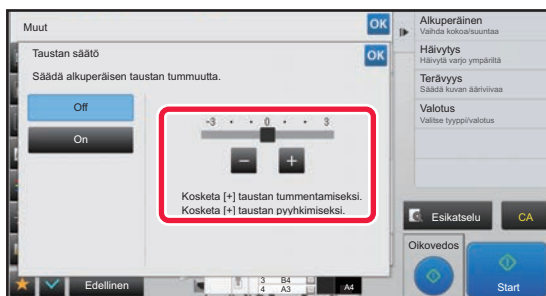 Muut
OK
Taustan säätö
OK
Säädä alkuperäisen taustan tummuutta.
Off
On
-3 0 3
Kosketa [+] taustan tummentamiseksi.
Kosketa [+] taustan pyyhkimiseksi.
Alkuperäinen
Vaihda kokoa/suuntaa
Häivytys
Häivytä varjo ympäriltä
Terävyys
Säädä kuvan ääriviivaa
Valotus
Valitse tyyppi/valotus
Esikatselu
CA
Oikovedos
Start
Edellinen
3 B4
4 A3
A4